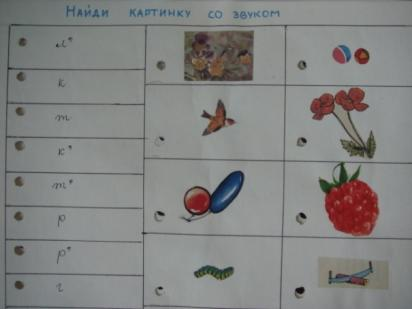 Найди картинку со звуком
л'
к
т
к'
т'
р
р'
г